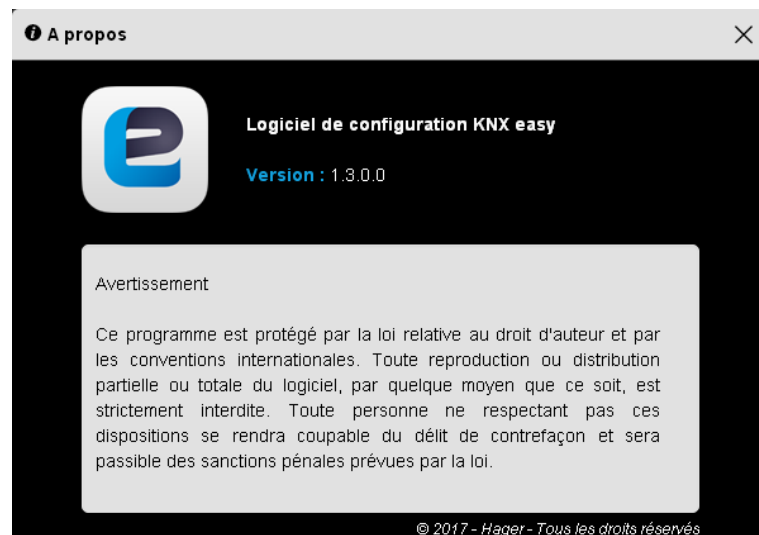 A propos
Logiciel de configuration KNX easy
Version : 1.3.0.0
Avertissement
Ce programme est protégé par la loi relative au droit d'auteur et par
les conventions internationales. Toute reproduction ou distribution
partielle ou totale du logiciel, par quelque moyen que ce soit, est
strictement interdite. Toute personne ne respectant pas ces
dispositions se rendra coupable du délit de contrefaçon et sera
passible des sanctions pénales prévues par la loi.
© 2017 - Hager - Tous les droits réservés